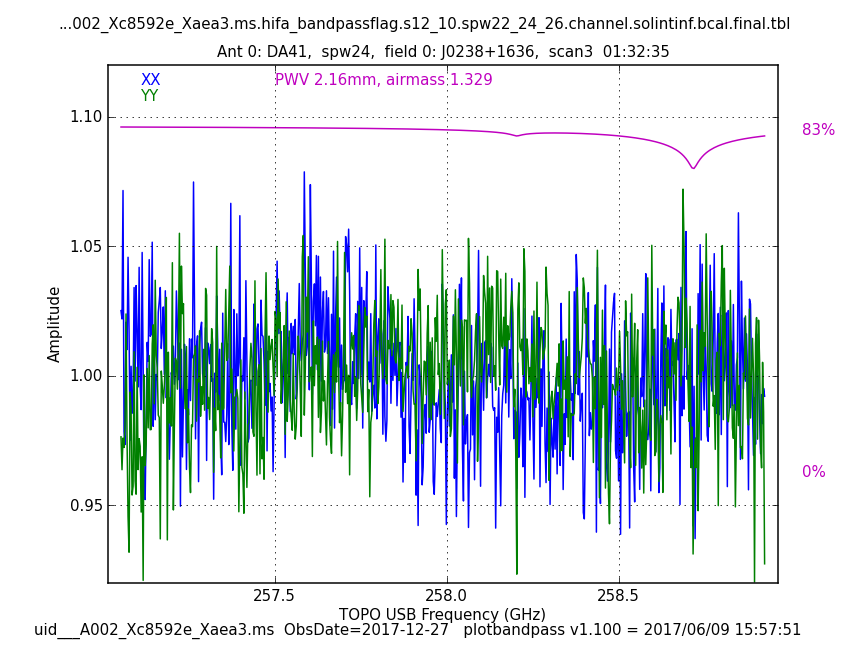 ...002_Xc8592e_Xaea3.ms.hifa_bandpassflag.s12_10.spw22_24_26.channel.solintinf.bcal.final.tbl
Ant 0: DA41, spw24, field 0: J0238+1636, scan3 01:32:35
XX
PWV 2.16mm, airmass 1.329
YY
1.10
83%
1.05
Amplitude
1.00
0%
0.95
257.5
258.0
258.5
TOPO USB Frequency (GHz)
uid___A002_Xc8592e_Xaea3.ms ObsDate=2017-12-27 plotbandpass v1.100 = 2017/06/09 15:57:51